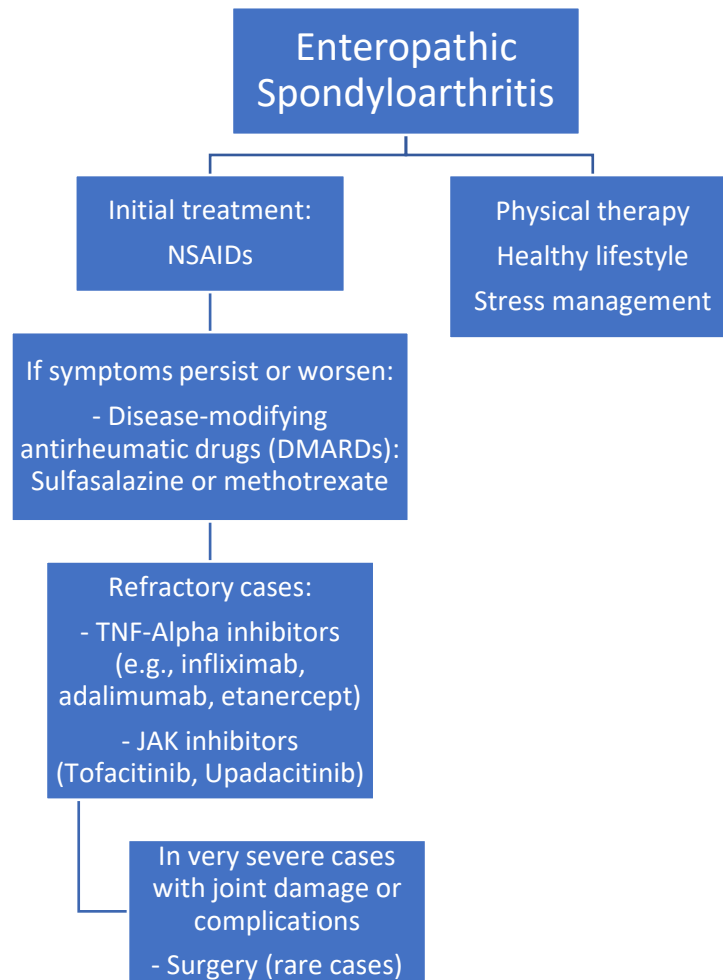 Enteropathic
Spondyloarthritis
Initial treatment:
NSAIDs
Physical therapy
Healthy lifestyle
Stress management
If symptoms persist or worsen:
- Disease-modifying
antirheumatic drugs (DMARDs):
Sulfasalazine or methotrexate
Refractory cases:
- TNF-Alpha inhibitors
(e.g., infliximab,
adalimumab, etanercept)
- JAK inhibitors
(Tofacitinib, Upadacitinib)
In very severe cases
with joint damage or
complications
- Surgery (rare cases)